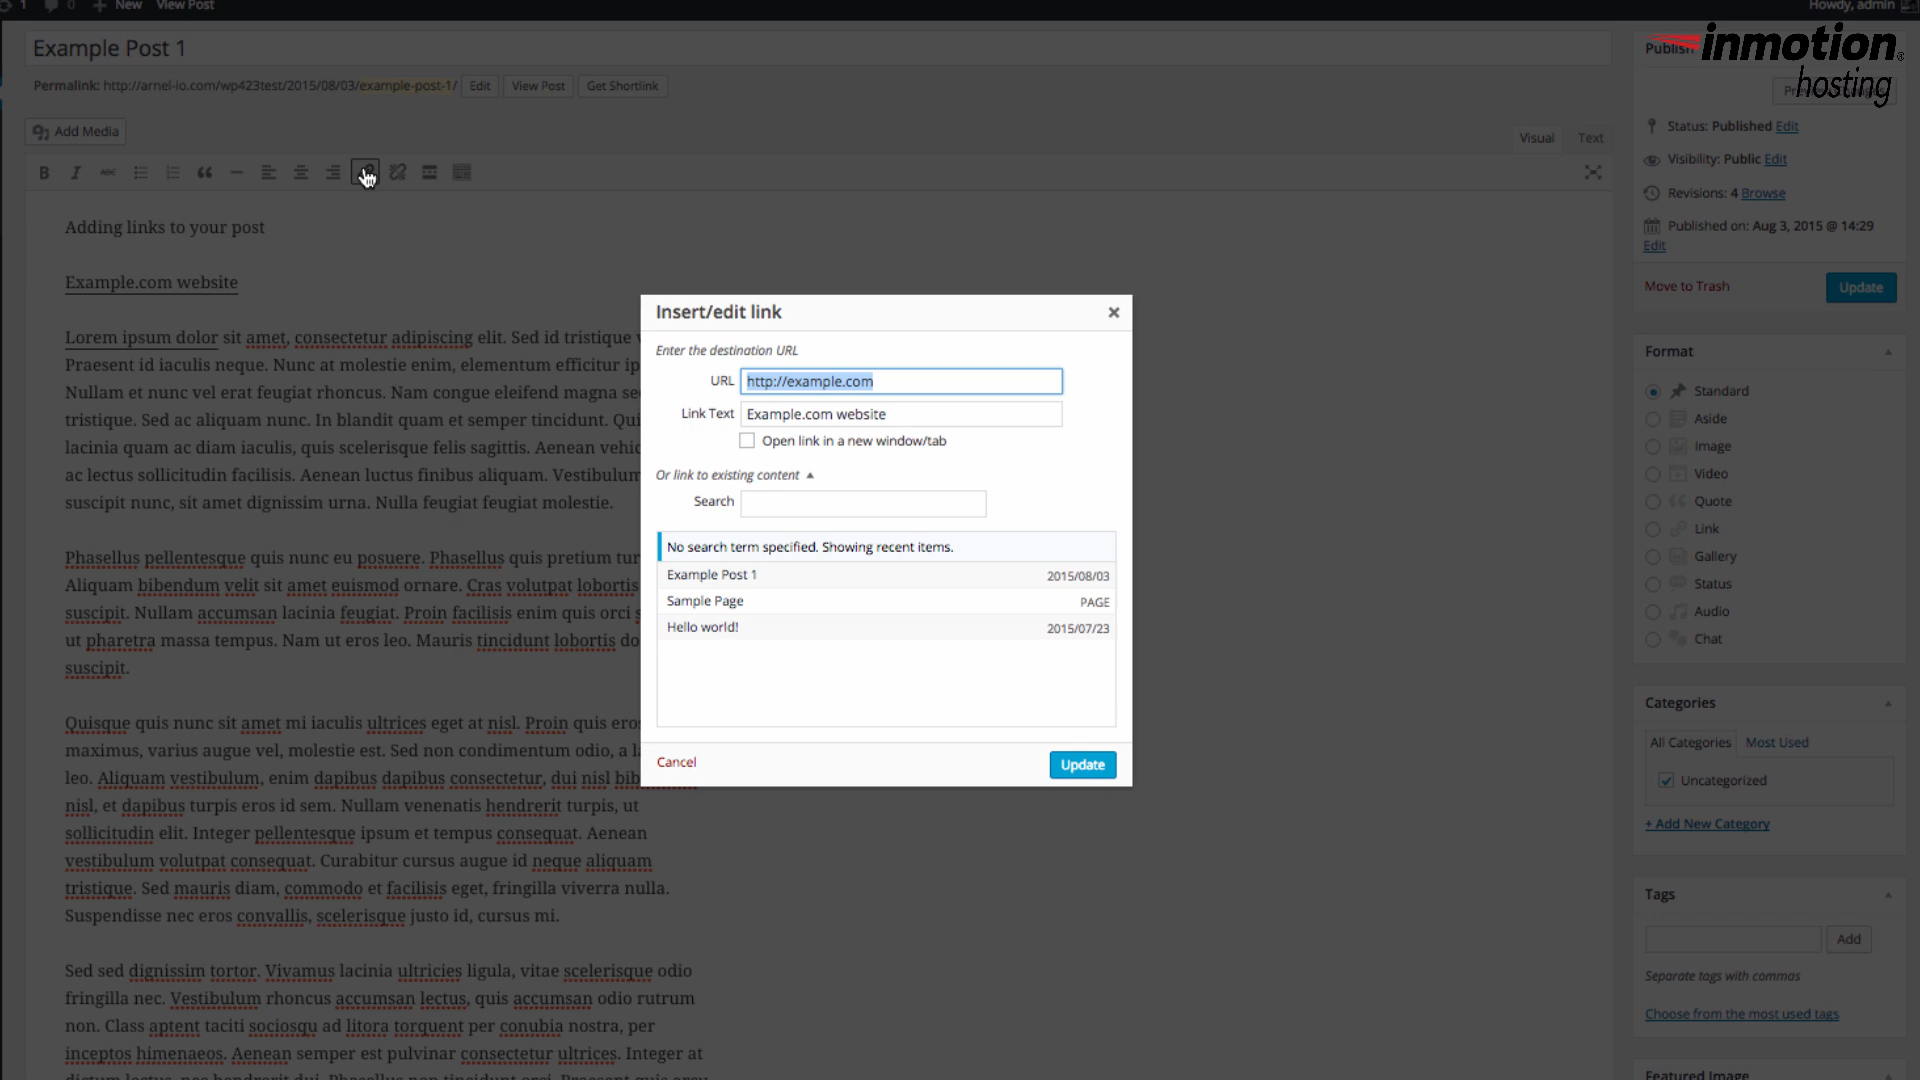 1 0 New View Post Howdy, admin
Example Post 1
Permalink: http://arnel-io.com/wp423test/2015/08/03/example-post-1/ Edit View Post Get Shortlink
Add Media
Visual Text
B I ABC
Adding links to your post
Example.com website
Lorem ipsum dolor sit amet, consectetur adipiscing elit. Sed id tristique
Praesent id iaculis neque. Nunc at molestie enim, elementum efficitur
Nullam et nunc vel erat feugiat rhoncus. Nam congue eleifend magna
tristique. Sed ac aliquam nunc. In blandit quam et semper tincidunt.
lacinia quam ac diam iaculis, quis scelerisque felis sagittis. Aenean
ac lectus sollicitudin facilisis. Aenean luctus finibus aliquam. Vestibulum
suscipit nunc, sit amet dignissim urna. Nulla feugiat feugiat molestie.
Phasellus pellentesque quis nunc eu posuere. Phasellus quis pretium
Aliquam bibendum velit sit amet euismod ornare. Cras volutpat lobortis
suscipit. Nullam accumsan lacinia feugiat. Proin facilisis enim quis orci
ut pharetra massa tempus. Nam ut eros leo. Mauris tincidunt lobortis
suscipit.
Quisque quis nunc sit amet mi iaculis ultrices eget at nisl. Proin quis
maximus, varius augue vel, molestie est. Sed non condimentum odio, a
leo. Aliquam vestibulum, enim dapibus dapibus consectetur, dui nisl
nisl, et dapibus turpis eros id sem. Nullam venenatis hendrerit turpis, ut
sollicitudin elit. Integer pellentesque ipsum et tempus consequat. Aenean
vestibulum volutpat consequat. Curabitur cursus augue id neque aliquam
tristique. Sed mauris diam, commodo et facilisis eget, fringilla viverra nulla.
Suspendisse nec eros convallis, scelerisque justo id, cursus mi.
Sed sed dignissim tortor. Vivamus lacinia ultricies ligula, vitae scelerisque odio
fringilla nec. Vestibulum rhoncus accumsan lectus, quis accumsan odio rutrum
non. Class aptent taciti sociosqu ad litora torquent per conubia nostra, per
inceptos himenaeos. Aenean semper est pulvinar consectetur ultrices. Integer at
Insert/edit link
Enter the destination URL
URL http://example.com
Link Text Example.com website
Open link in a new window/tab
Or link to existing content
Search
No search term specified. Showing recent items.
Example Post 1 2015/08/03
Sample Page PAGE
Hello world! 2015/07/23
Cancel Update
inmotion
hosting
Status: Published Edit
Visibility: Public Edit
Revisions: 4 Browse
Published on: Aug 3, 2015 @ 14:29
Edit
Move to Trash Update
Format
Standard
Aside
Image
Video
Quote
Link
Gallery
Status
Audio
Chat
Categories
All Categories Most Used
Uncategorized
+ Add New Category
Tags
Add
Separate tags with commas
Choose from the most used tags
Featured Image